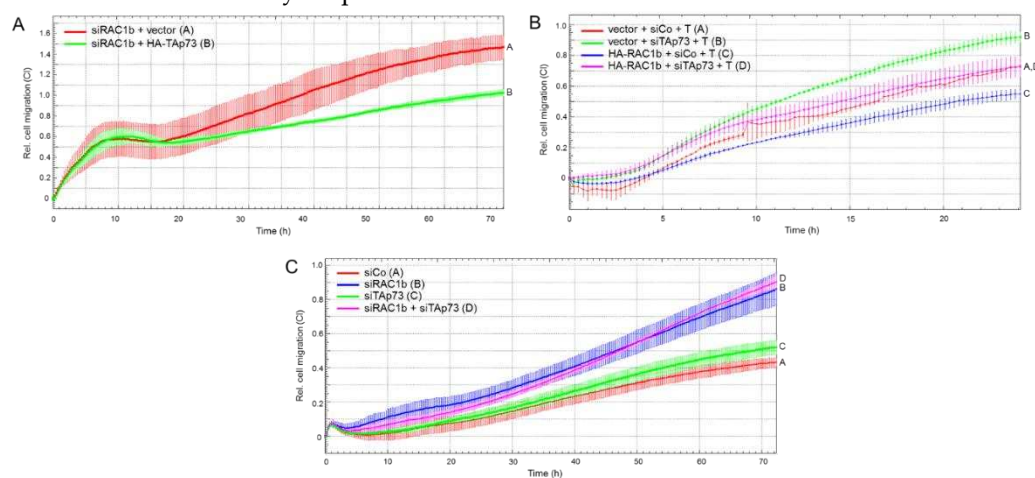 A
siRAC1b + vector (A)
siRAC1b + HA-TAp73 (B)
Rel. cell migration (CI)
1.6
1.4
1.2
1.0
0.8
0.6
0.4
0.2
0
A
B
0 10 20 30 40 50 60 70
Time (h)
B
vector + siCo + T (A)
vector + siTAp73 + T (B)
HA-RAC1b + siCo + T (C)
HA-RAC1b + siTAp73 + T (D)
Rel. cell migration (CI)
1.0
0.8
0.6
0.4
0.2
0
B
A,D
C
0 5 10 15 20
Time (h)
C
siCo (A)
siRAC1b (B)
siTAp73 (C)
siRAC1b + siTAp73 (D)
Rel. cell migration (CI)
1.0
0.8
0.6
0.4
0.2
0
D
B
C
A
0 10 20 30 40 50 60 70
Time (h)